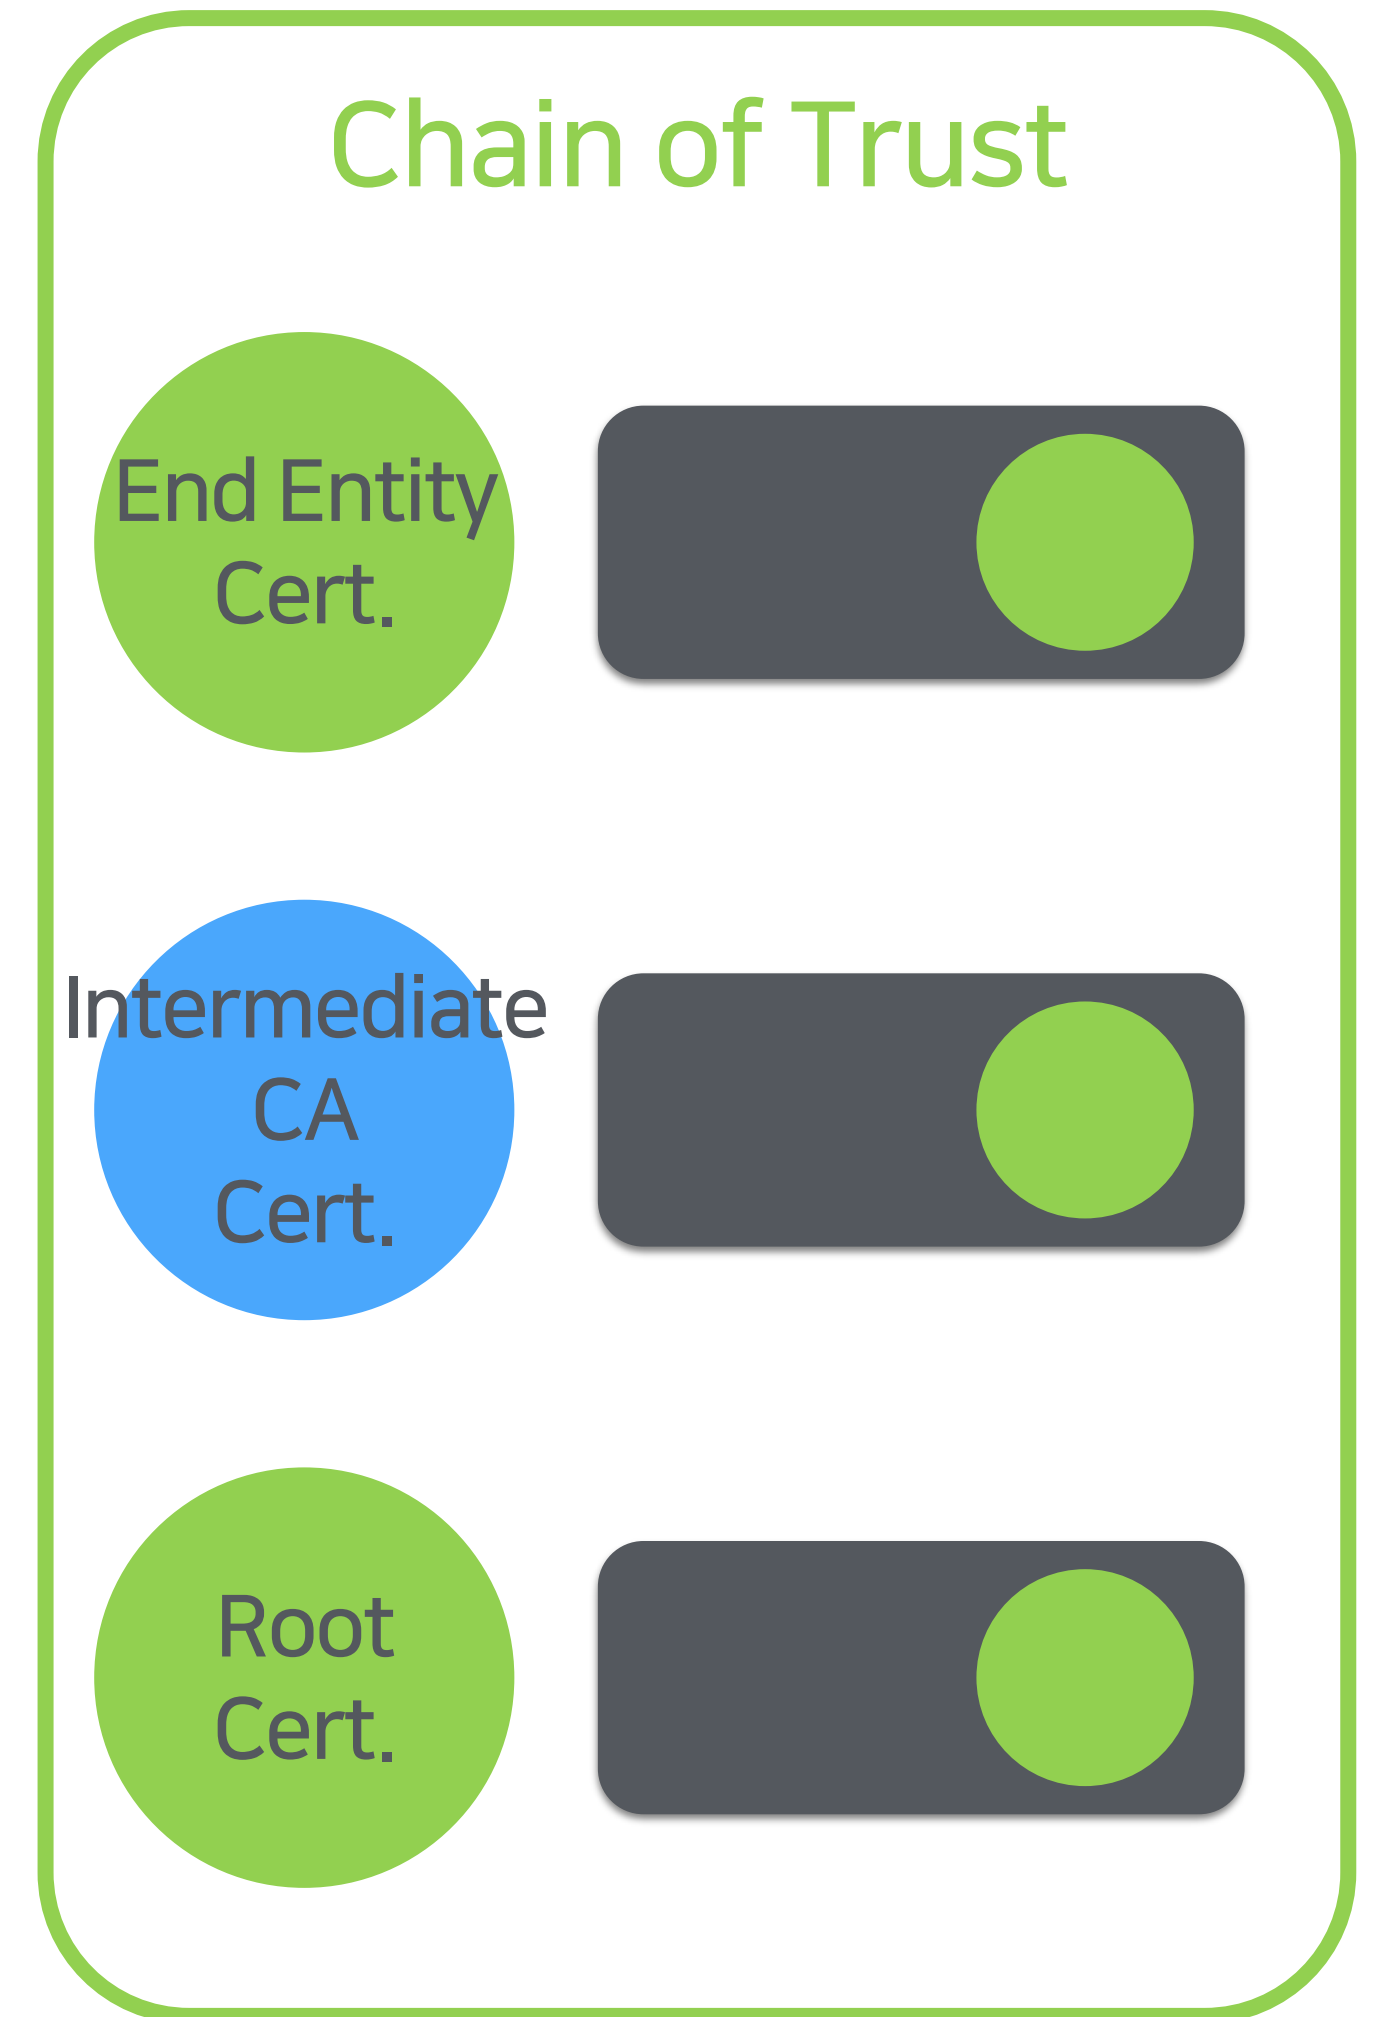 Chain of Trust
End Entity
Cert.
Intermediate
CA
Cert.
Root
Cert.